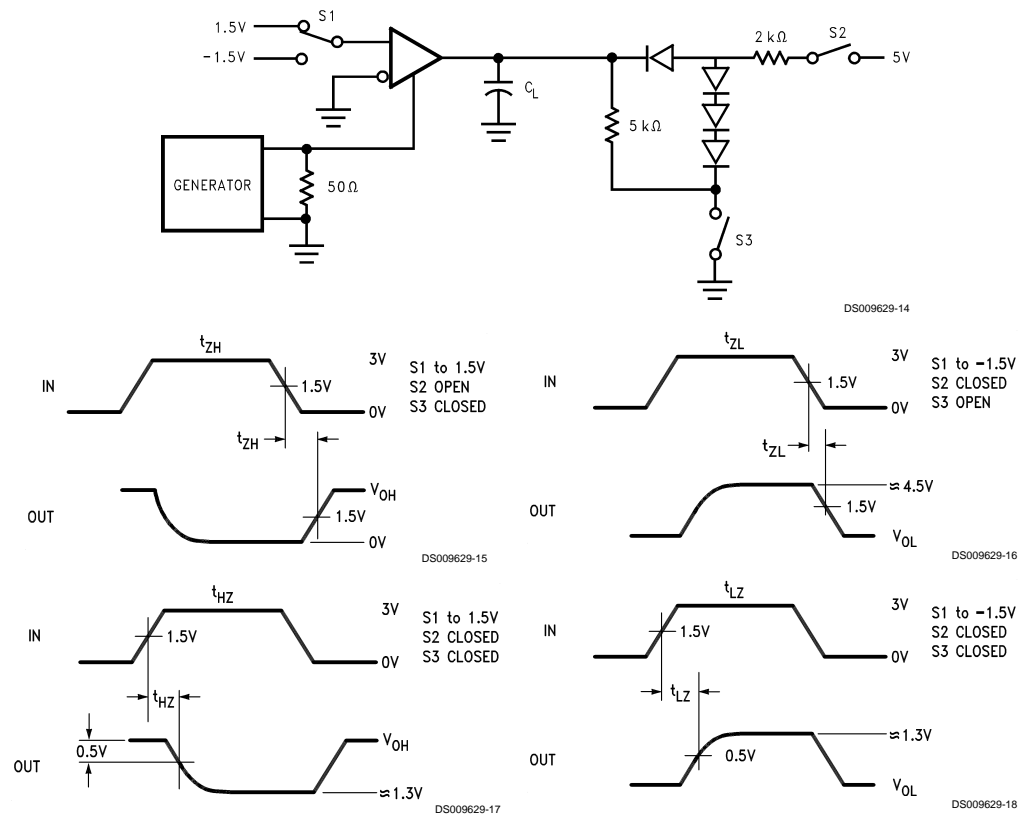 S1
1.5V
-1.5V
2 kΩ
S2
5V
C_L
5 kΩ
GENERATOR
50Ω
S3
DS009629-14
t_ZH
IN
3V
1.5V
0V
S1 to 1.5V
S2 OPEN
S3 CLOSED
t_ZH
OUT
V_OH
1.5V
0V
DS009629-15
t_ZL
IN
3V
1.5V
0V
S1 to -1.5V
S2 CLOSED
S3 OPEN
t_ZL
OUT
≈ 4.5V
1.5V
V_OL
DS009629-16
t_HZ
IN
3V
1.5V
0V
S1 to 1.5V
S2 CLOSED
S3 CLOSED
t_HZ
0.5V
OUT
V_OH
≈ 1.3V
DS009629-17
t_LZ
IN
3V
1.5V
0V
S1 to -1.5V
S2 CLOSED
S3 CLOSED
t_LZ
OUT
≈ 1.3V
0.5V
V_OL
DS009629-18